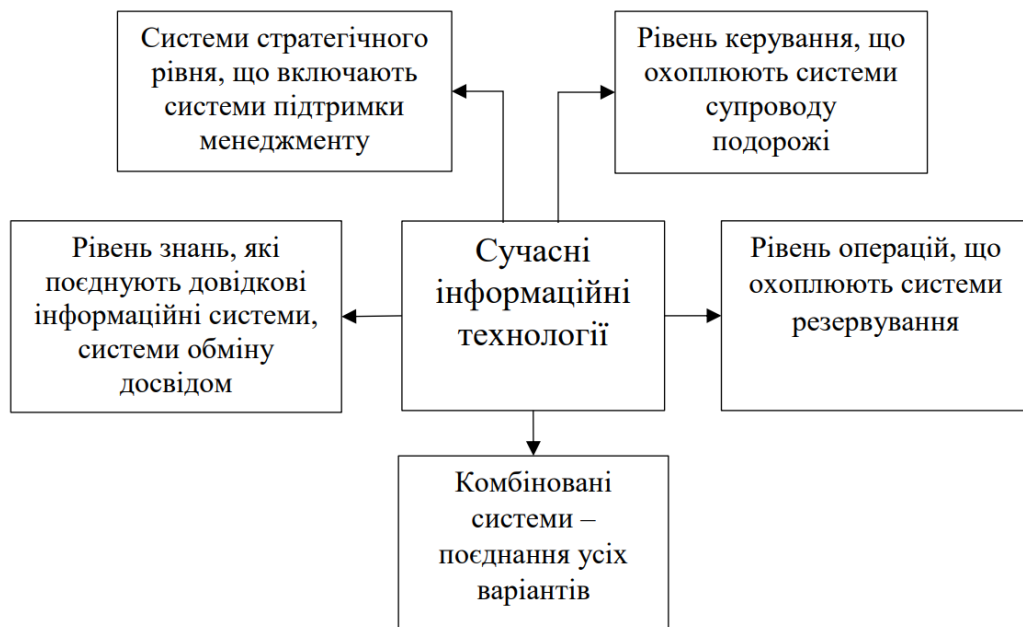 Системи стратегічного
рівня, що включають
системи підтримки
менеджменту
Рівень керування, що
охоплюють системи
супроводу
подорожі
Рівень знань, які
поєднують довідкові
інформаційні системи,
системи обміну
досвідом
Сучасні
інформаційні
технології
Рівень операцій, що
охоплюють системи
резервування
Комбіновані
системи –
поєднання усіх
варіантів